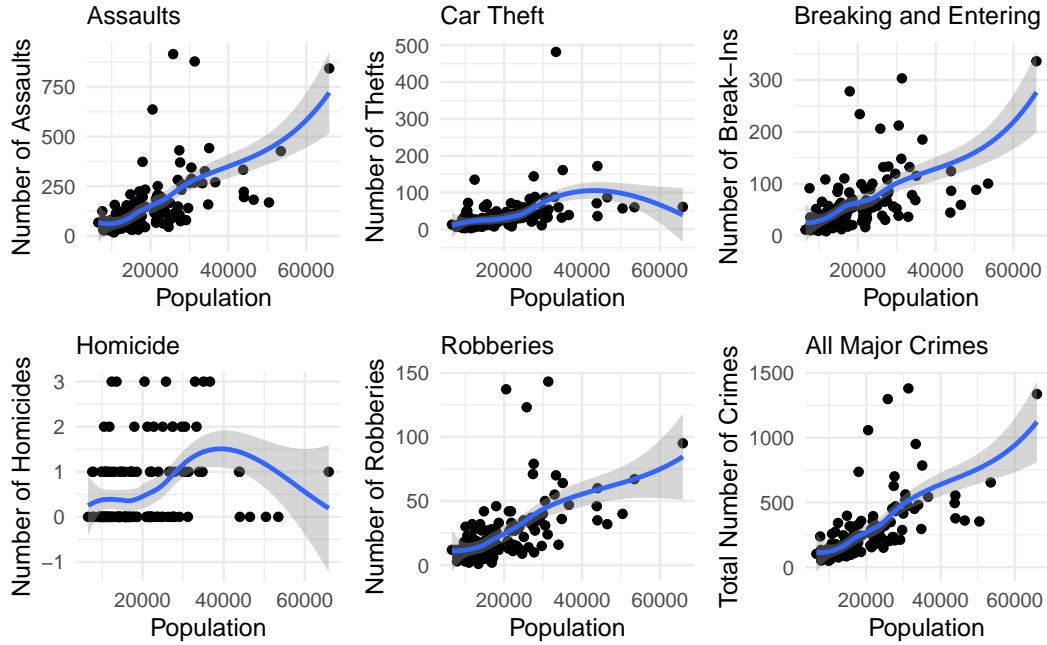 Assaults
Number of Assaults
750
500
250
0
20000 40000 60000
Population
Car Theft
Number of Thefts
500
400
300
200
100
0
20000 40000 60000
Population
Breaking and Entering
Number of Break−Ins
300
200
100
0
20000 40000 60000
Population
Homicide
Number of Homicides
3
2
1
0
−1
20000 40000 60000
Population
Robberies
Number of Robberies
150
100
50
0
20000 40000 60000
Population
All Major Crimes
Total Number of Crimes
1500
1000
500
0
20000 40000 60000
Population